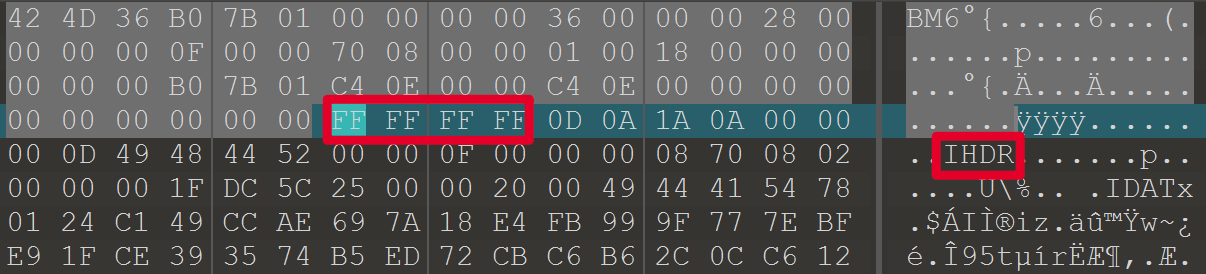 42 4D 36 B0 7B 01 00 00 00 00 36 00 00 00 28 00 BM6°{.....6...(.
00 00 00 0F 00 00 70 08 00 00 01 00 18 00 00 00 ......p.........
00 00 00 B0 7B 01 C4 0E 00 00 C4 0E 00 00 00 00 ...°{.Ä...Ä.....
00 00 00 00 00 00 FF FF FF FF 0D 0A 1A 0A 00 00 ......ÿÿÿÿ......
00 0D 49 48 44 52 00 00 0F 00 00 00 08 70 08 02 ..IHDR.......p..
00 00 00 1F DC 5C 25 00 00 20 00 49 44 41 54 78 ....Ü\%.. .IDATx
01 24 C1 49 CC AE 69 7A 18 E4 FB 99 9F 77 7E BF .$ÁIÌ®iz.äû™Ÿw~¿
E9 1F CE 39 35 74 B5 ED 72 CB C6 B6 2C 0C C6 12 é.Î95tµírËÆ¶,.Æ.